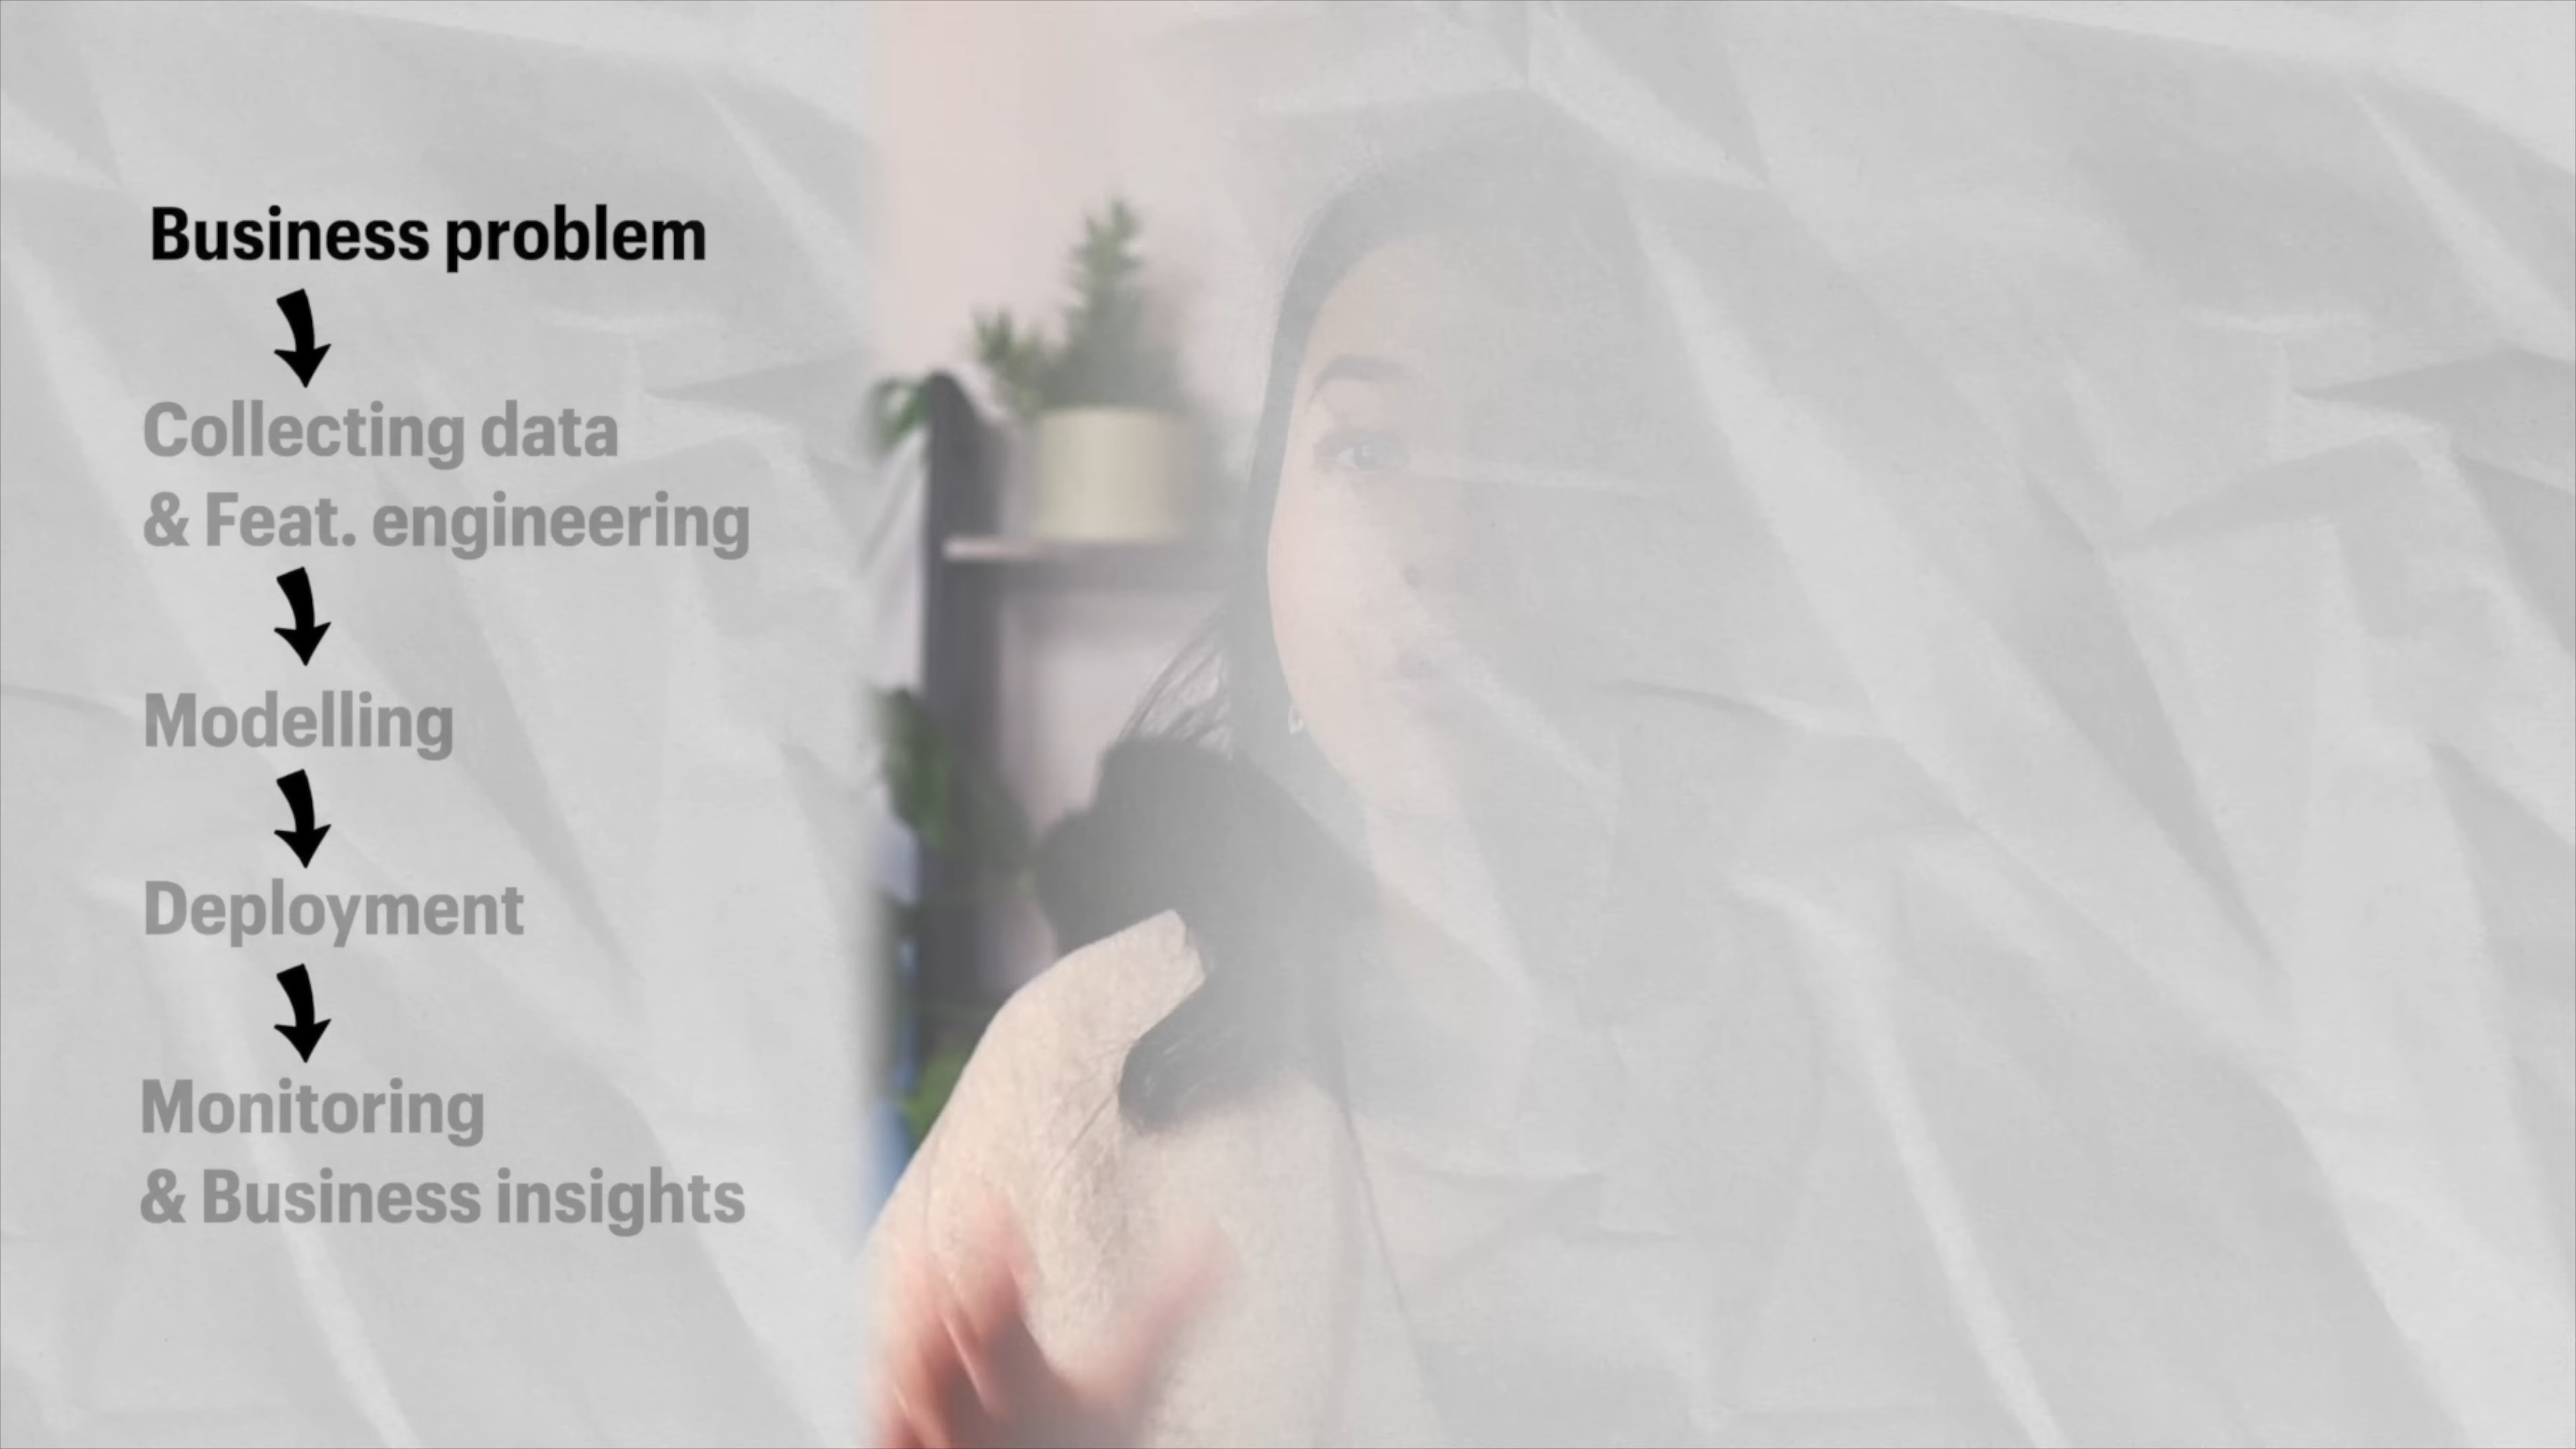 Business problem
Collecting data
& Feat. engineering
Modelling
Deployment
Monitoring
& Business insights